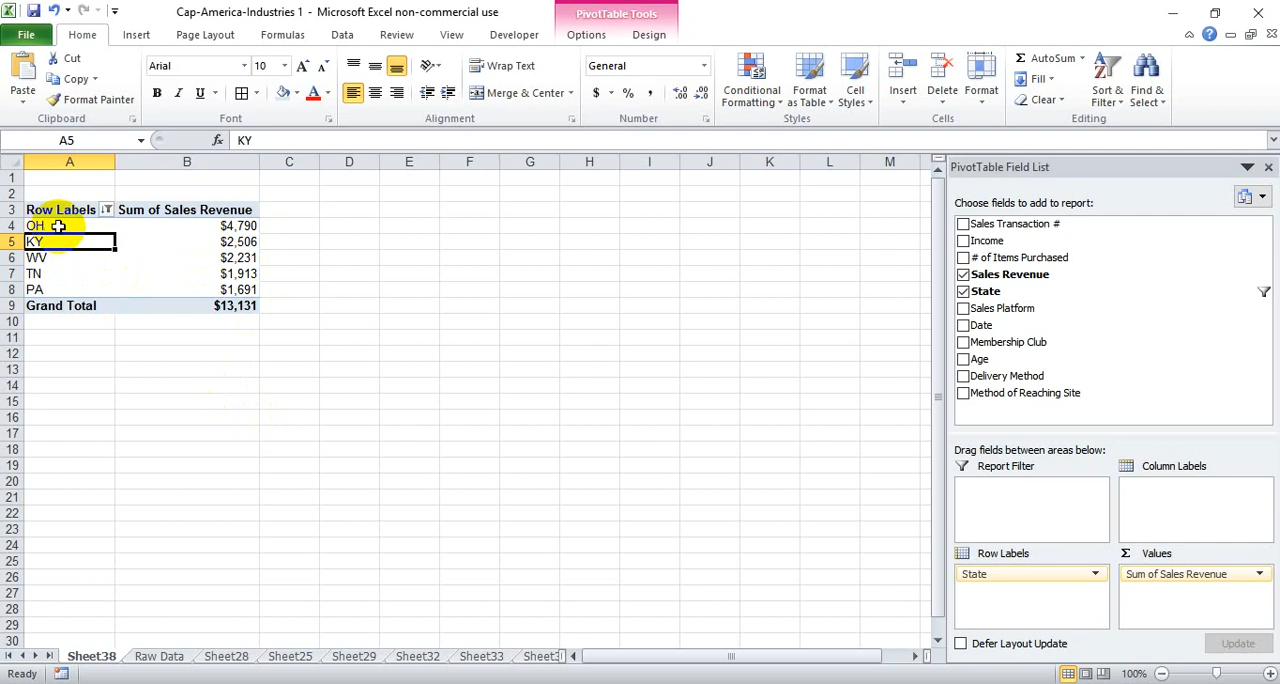 Cap-America-Industries 1 - Microsoft Excel non-commercial use
PivotTable Tools
File Home Insert Page Layout Formulas Data Review View Developer Options Design
Paste
Cut
Copy
Format Painter
Clipboard
Arial 10
Font
Wrap Text
Merge & Center
Alignment
General
$ % ,
Number
Conditional Formatting
Format as Table
Cell Styles
Styles
Insert Delete Format
Cells
Σ AutoSum
Fill
Clear
Sort & Filter
Find & Select
Editing
A5 fx KY
A B C D E F G H I J K L M
1
2
3 Row Labels Sum of Sales Revenue
4 OH $4,790
5 KY $2,506
6 WV $2,231
7 TN $1,913
8 PA $1,691
9 Grand Total $13,131
10
11
12
13
14
15
16
17
18
19
20
21
22
23
24
25
26
27
28
29
30
PivotTable Field List
Choose fields to add to report:
Sales Transaction #
Income
# of Items Purchased
Sales Revenue
State
Sales Platform
Date
Membership Club
Age
Delivery Method
Method of Reaching Site
Drag fields between areas below:
Report Filter Column Labels
Row Labels Σ Values
State Sum of Sales Revenue
Defer Layout Update Update
Sheet38 Raw Data Sheet28 Sheet25 Sheet29 Sheet32 Sheet33
Ready 100%